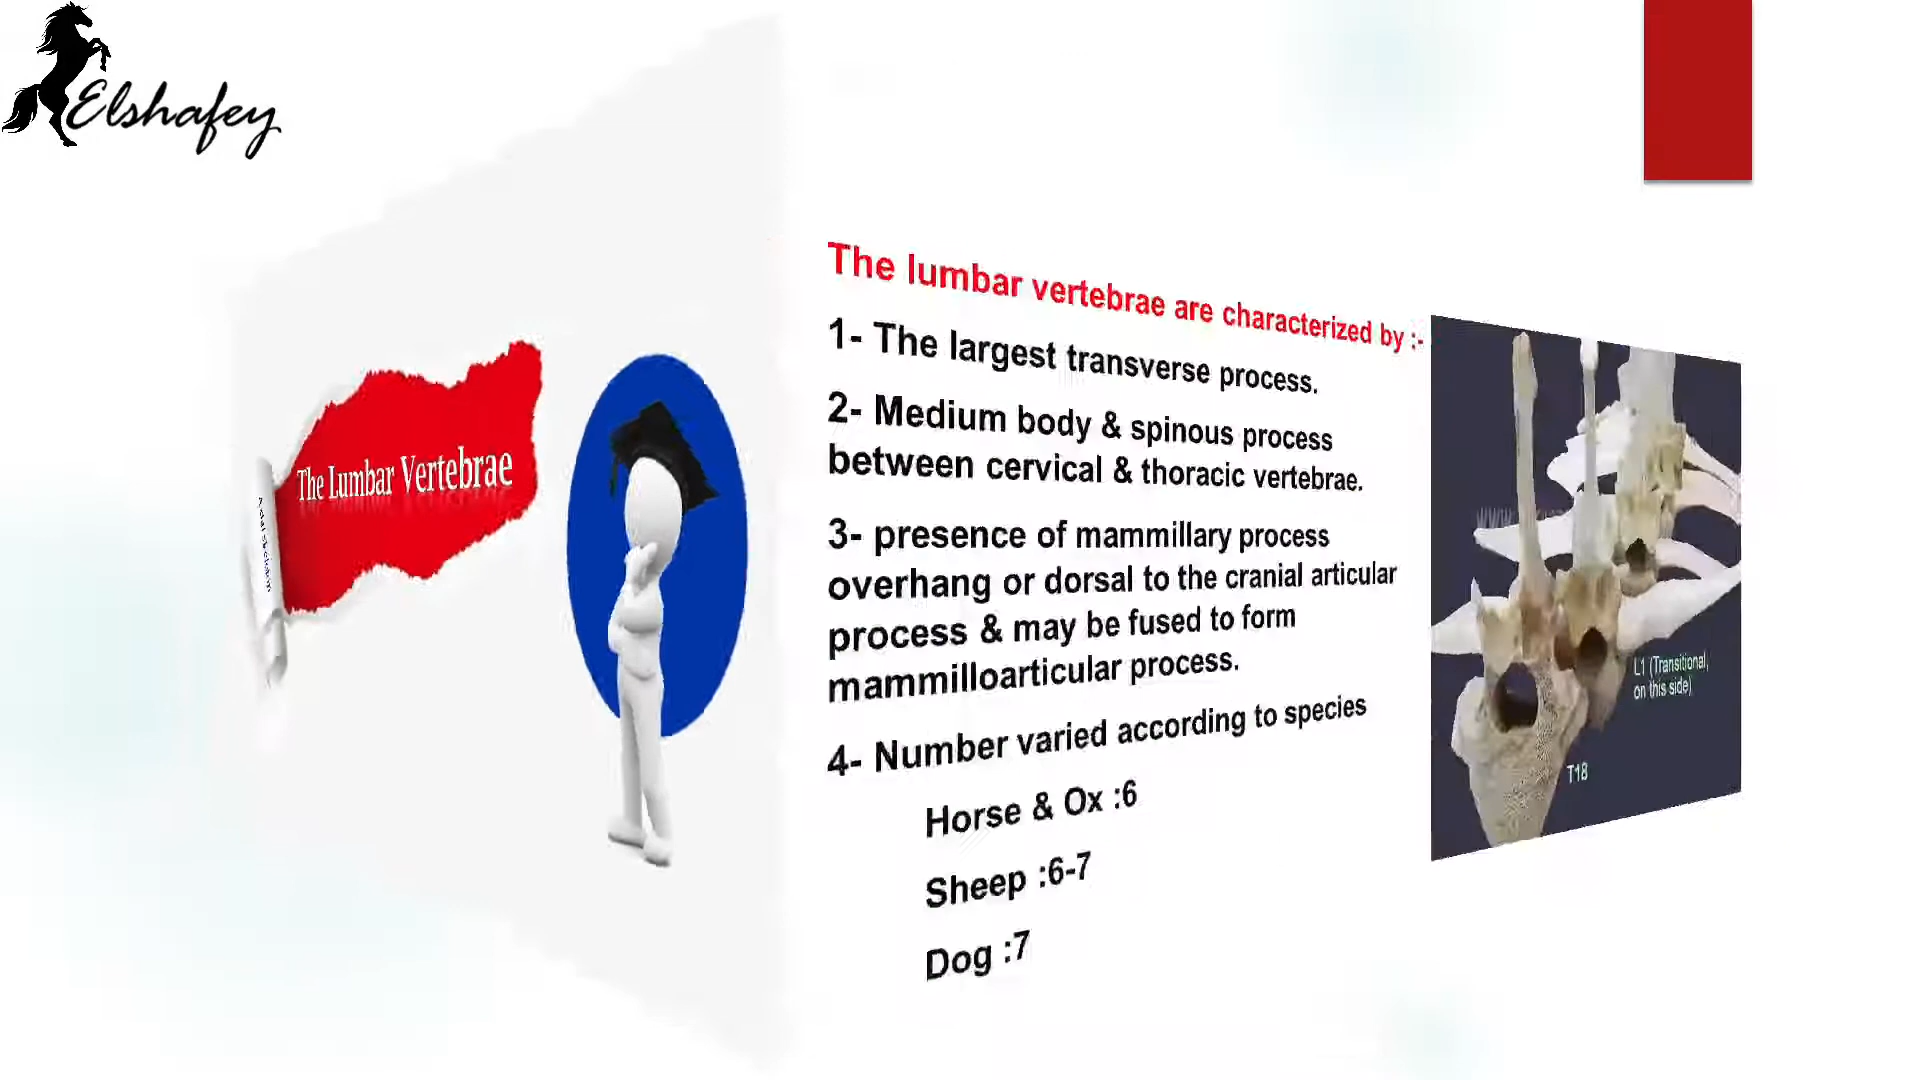 Elshafey
The Lumbar Vertebrae
The lumbar vertebrae are characterized by :-
1- The largest transverse process.
2- Medium body & spinous process
between cervical & thoracic vertebrae.
3- presence of mammillary process
overhang or dorsal to the cranial articular
process & may be fused to form
mammilloarticular process.
4- Number varied according to species
Horse & Ox :6
Sheep :6-7
Dog :7
L1 (Transitional,
on this side)
T18